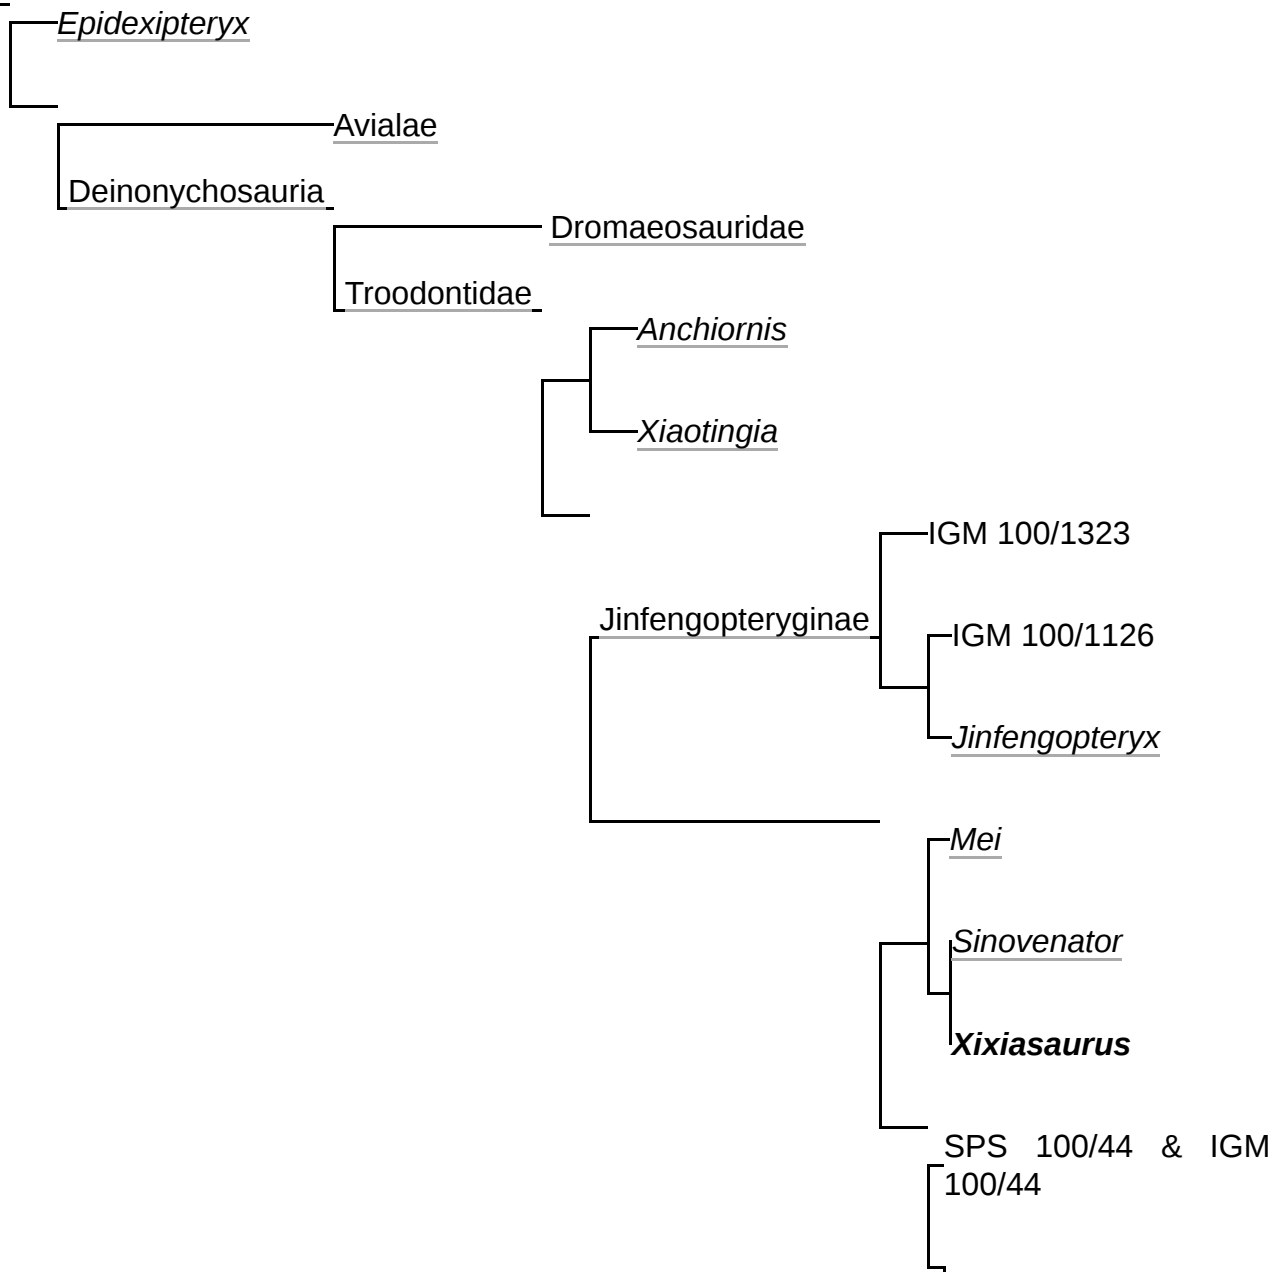 Epidexipteryx
Avialae
Deinonychosauria
Dromaeosauridae
Troodontidae
Anchiornis
Xiaotingia
IGM 100/1323
Jinfengopteryginae
IGM 100/1126
Jinfengopteryx
Mei
Sinovenator
Xixiasaurus
SPS 100/44 & IGM
100/44